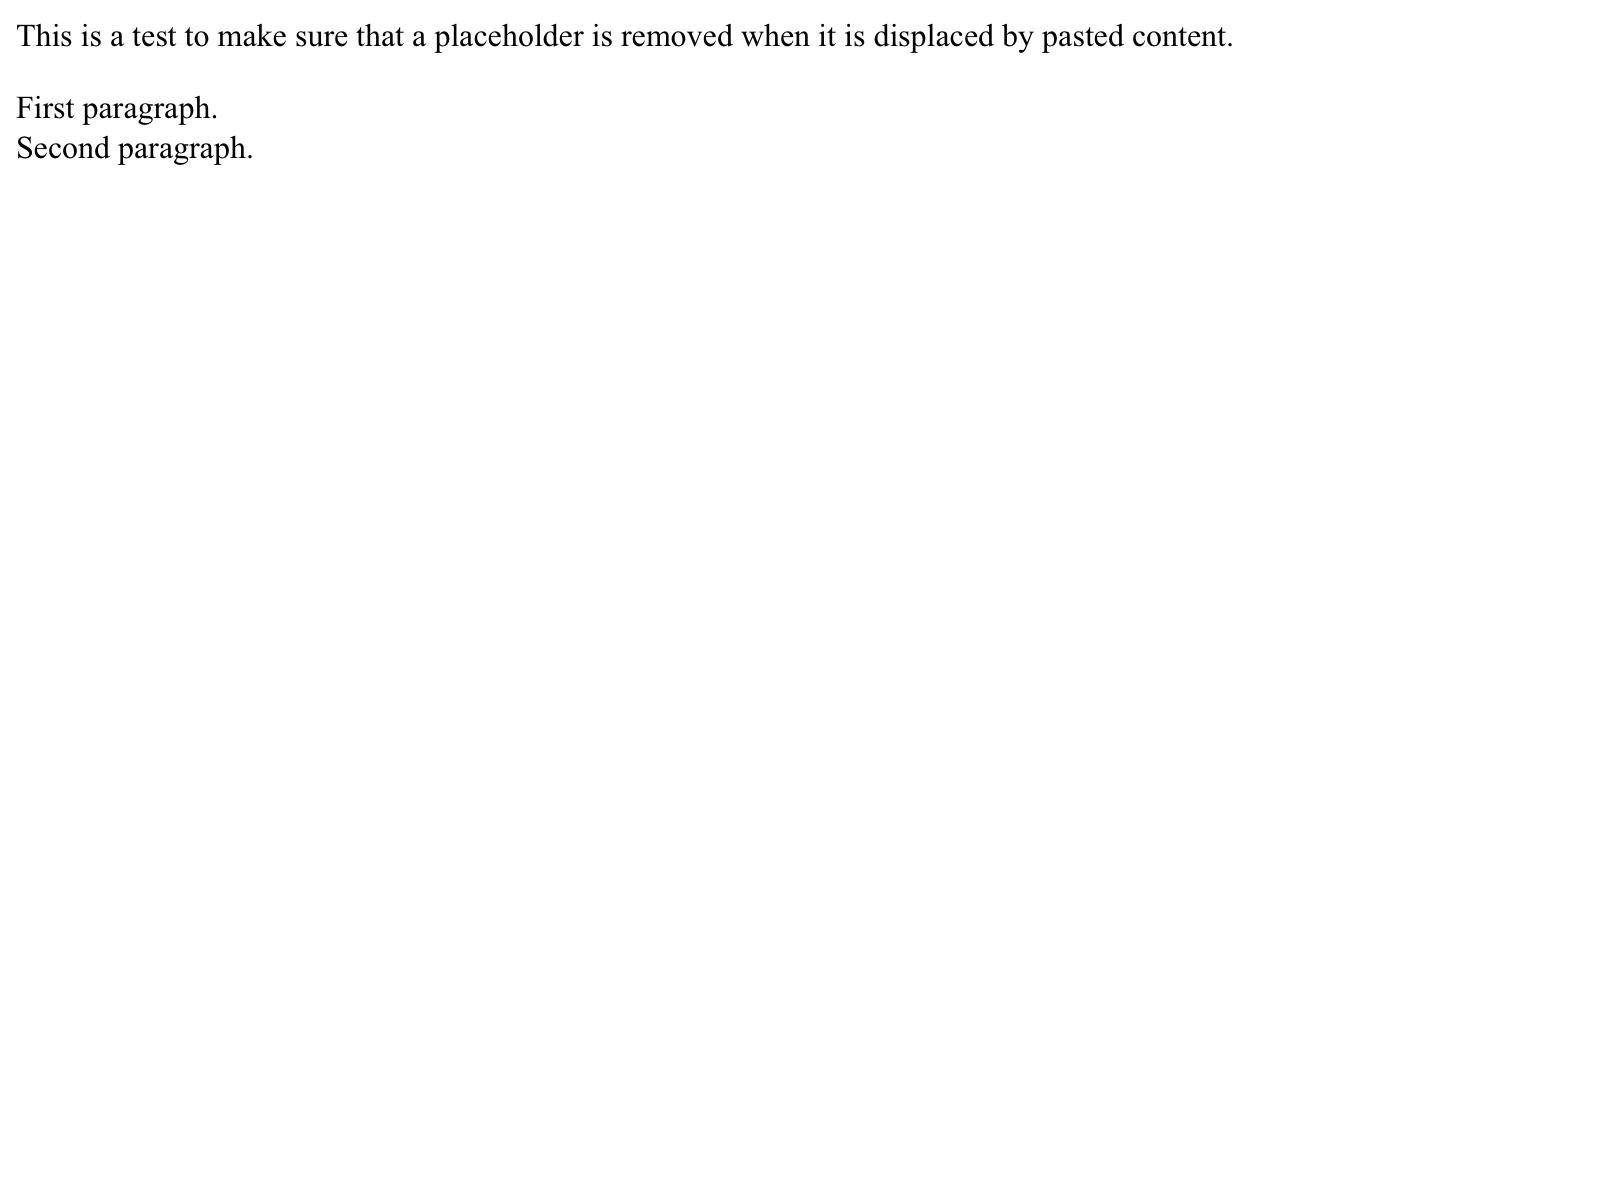 This is a test to make sure that a placeholder is removed when it is displaced by pasted content.
First paragraph.
Second paragraph.